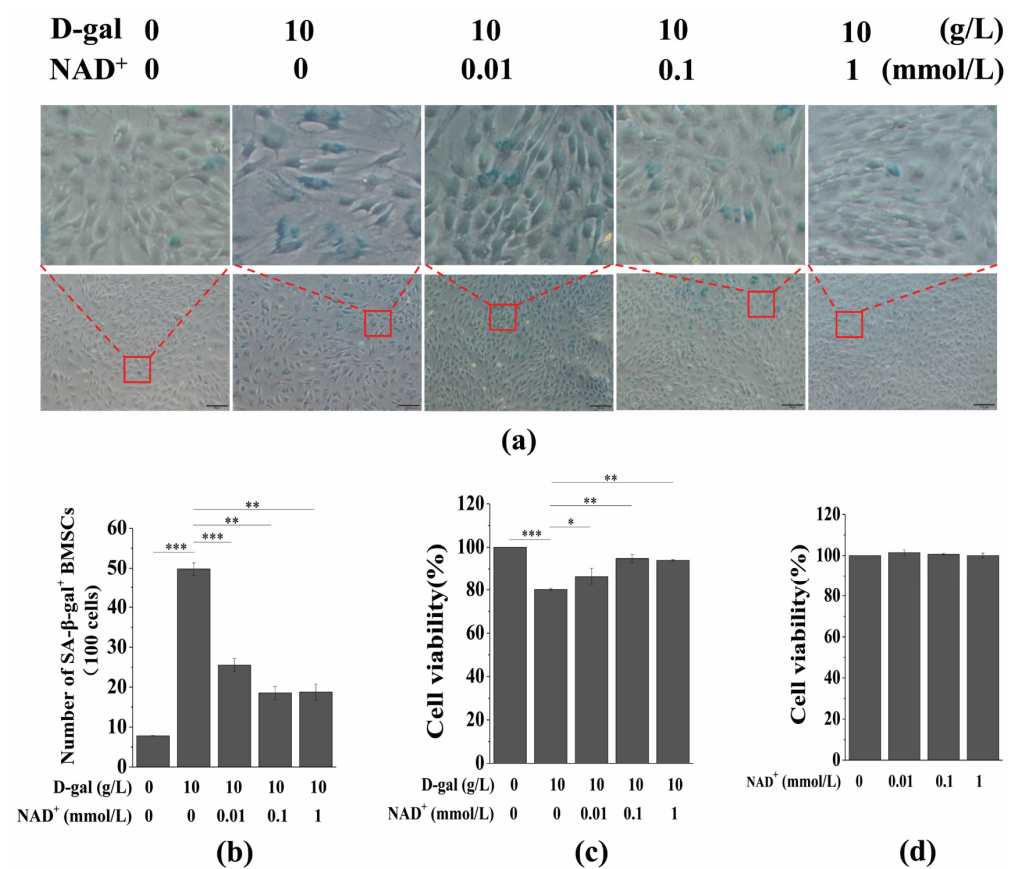 D-gal 0 10 10 10 10 (g/L)
NAD⁺ 0 0 0.01 0.1 1 (mmol/L)
(a)
Number of SA-β-gal⁺ BMSCs
(100 cells)
60
50
40
30
20
10
0
***
***
**
**
D-gal (g/L) 0 10 10 10 10
NAD⁺ (mmol/L) 0 0 0.01 0.1 1
(b)
Cell viability(%)
120
100
80
60
40
20
0
***
*
**
**
D-gal (g/L) 0 10 10 10 10
NAD⁺ (mmol/L) 0 0 0.01 0.1 1
(c)
Cell viability(%)
120
100
80
60
40
20
0
NAD⁺ (mmol/L) 0 0.01 0.1 1
(d)